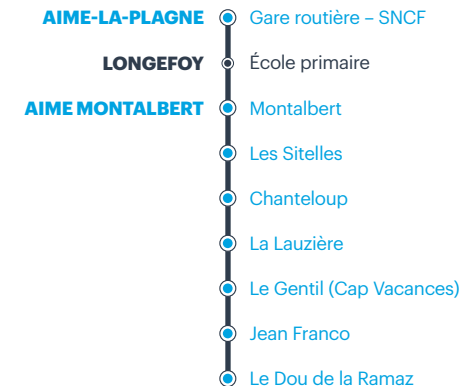 AIME-LA-PLAGNE Gare routière – SNCF
LONGEFOY École primaire
AIME MONTALBERT Montalbert
Les Sitelles
Chanteloup
La Lauzière
Le Gentil (Cap Vacances)
Jean Franco
Le Dou de la Ramaz